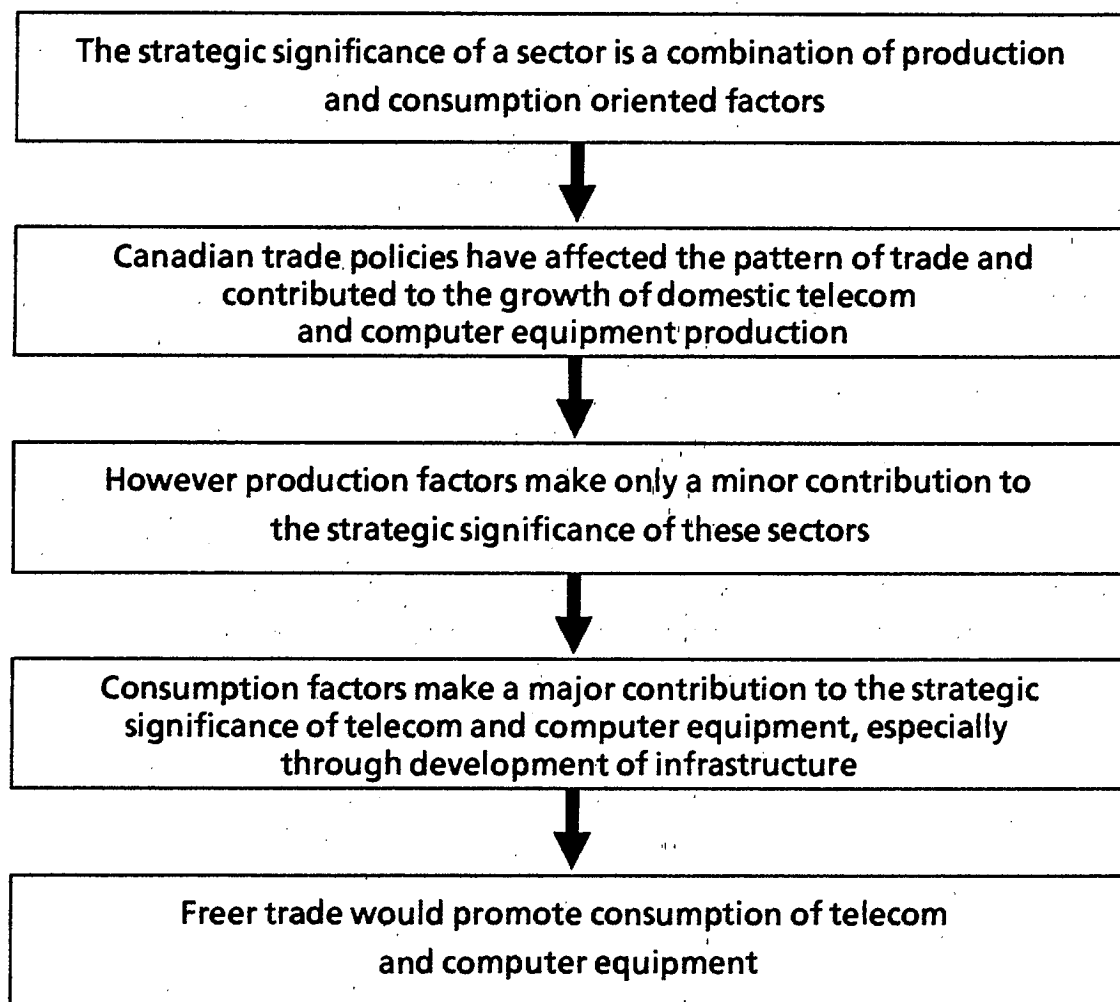 The strategic significance of a sector is a combination of production
and consumption oriented factors
Canadian trade policies have affected the pattern of trade and
contributed to the growth of domestic telecom
and computer equipment production
However production factors make only a minor contribution to
the strategic significance of these sectors
Consumption factors make a major contribution to the strategic
significance of telecom and computer equipment, especially
through development of infrastructure
Freer trade would promote consumption of telecom
and computer equipment